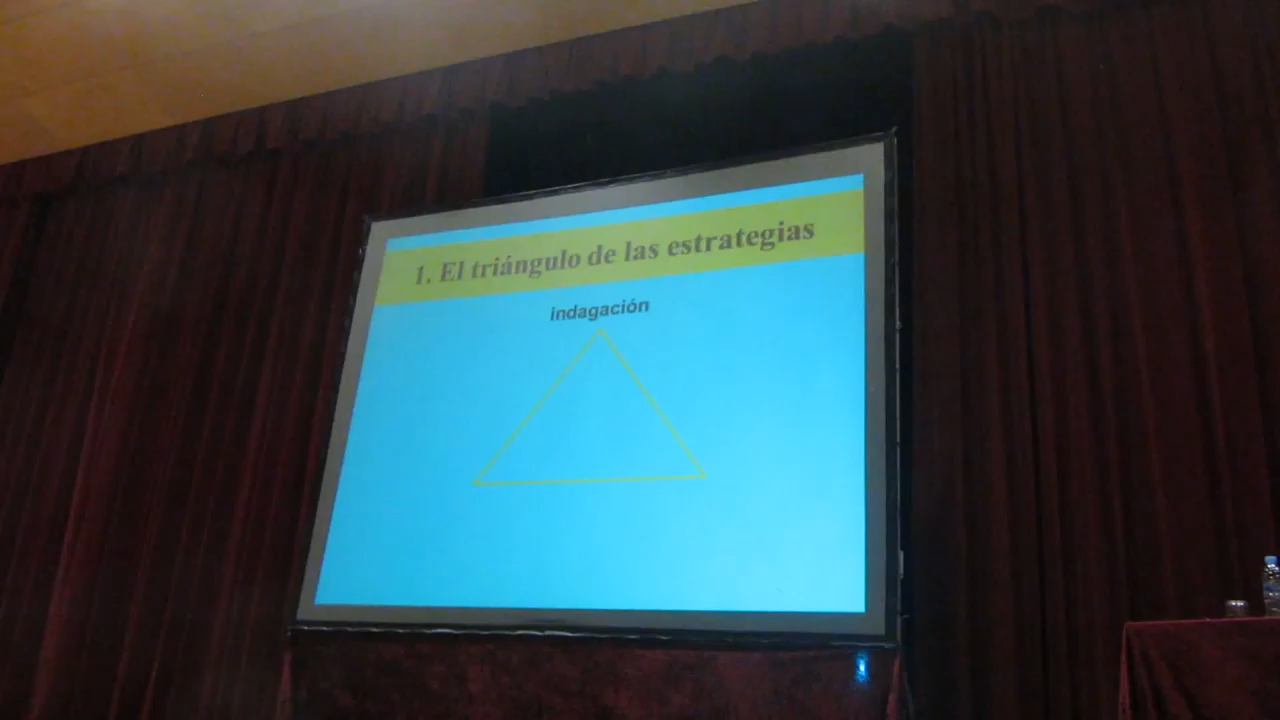 1. El triángulo de las estrategias
indagación